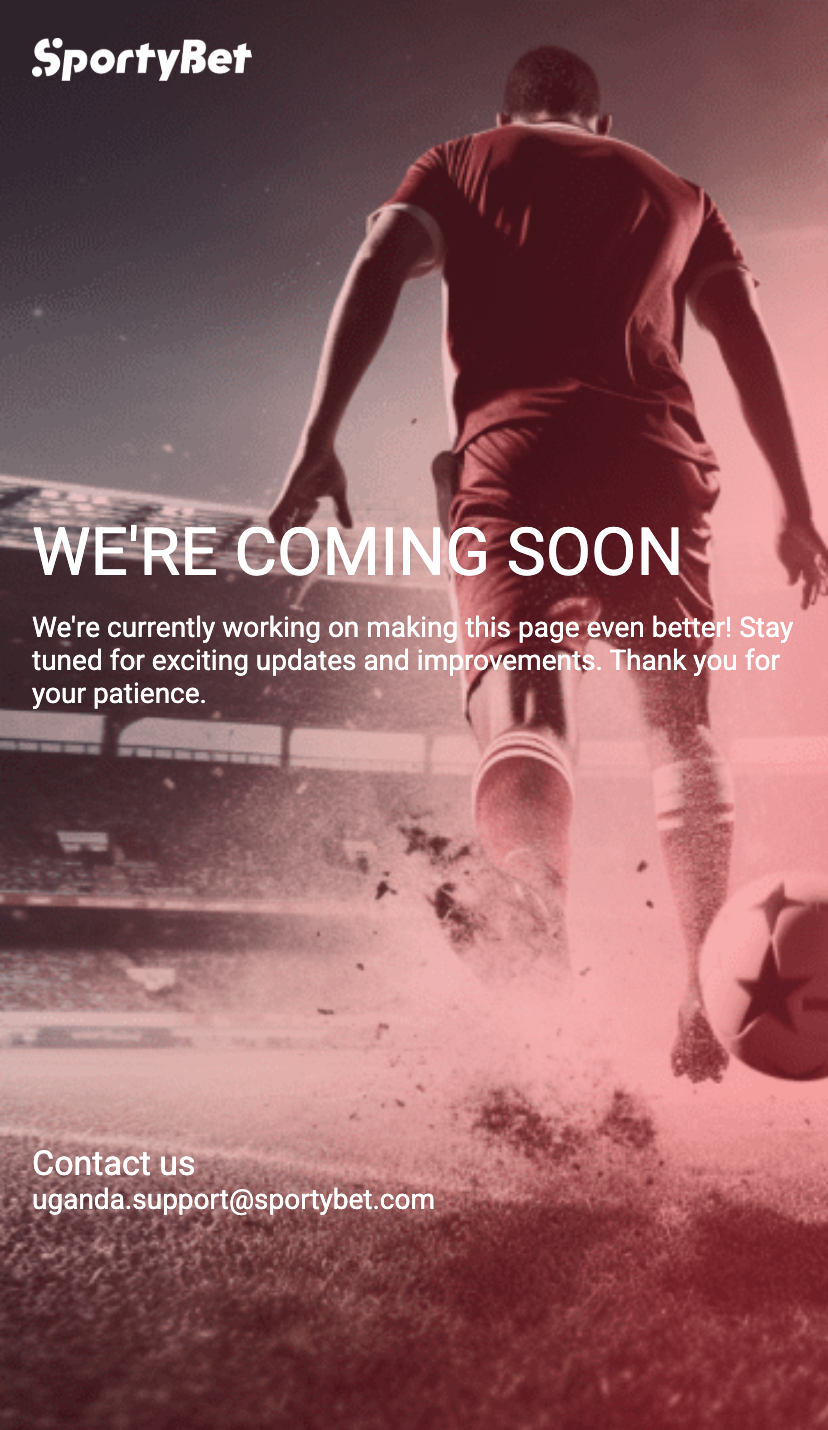 SportyBet
WE'RE COMING SOON
We're currently working on making this page even better! Stay
tuned for exciting updates and improvements. Thank you for
your patience.
Contact us
uganda.support@sportybet.com